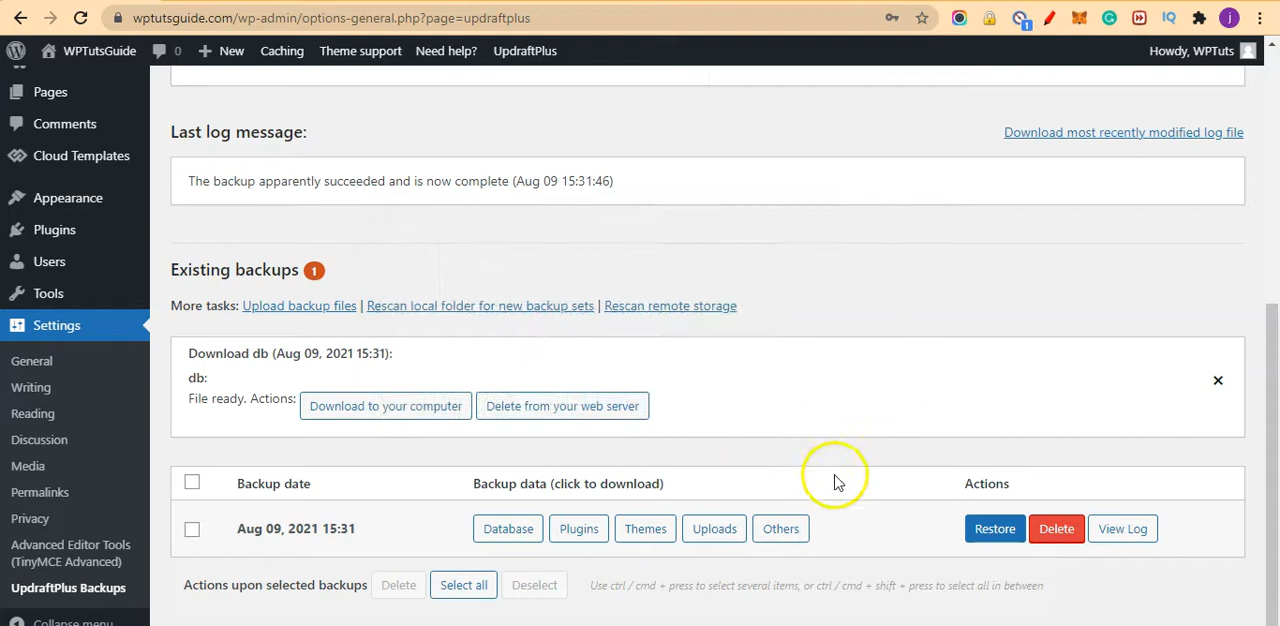 wptutsguide.com/wp-admin/options-general.php?page=updraftplus
1
IQ
j
WPTutsGuide 0 New Caching Theme support Need help? UpdraftPlus Howdy, WPTuts
Pages
Comments
Cloud Templates
Appearance
Plugins
Users
Tools
Settings
General
Writing
Reading
Discussion
Media
Permalinks
Privacy
Advanced Editor Tools
(TinyMCE Advanced)
UpdraftPlus Backups
Collapse menu
Last log message:
Download most recently modified log file
The backup apparently succeeded and is now complete (Aug 09 15:31:46)
Existing backups 1
More tasks: Upload backup files | Rescan local folder for new backup sets | Rescan remote storage
Download db (Aug 09, 2021 15:31):
db:
File ready. Actions: Download to your computer Delete from your web server
×
Backup date Backup data (click to download) Actions
Aug 09, 2021 15:31 Database Plugins Themes Uploads Others Restore Delete View Log
Actions upon selected backups Delete Select all Deselect Use ctrl / cmd + press to select several items, or ctrl / cmd + shift + press to select all in between